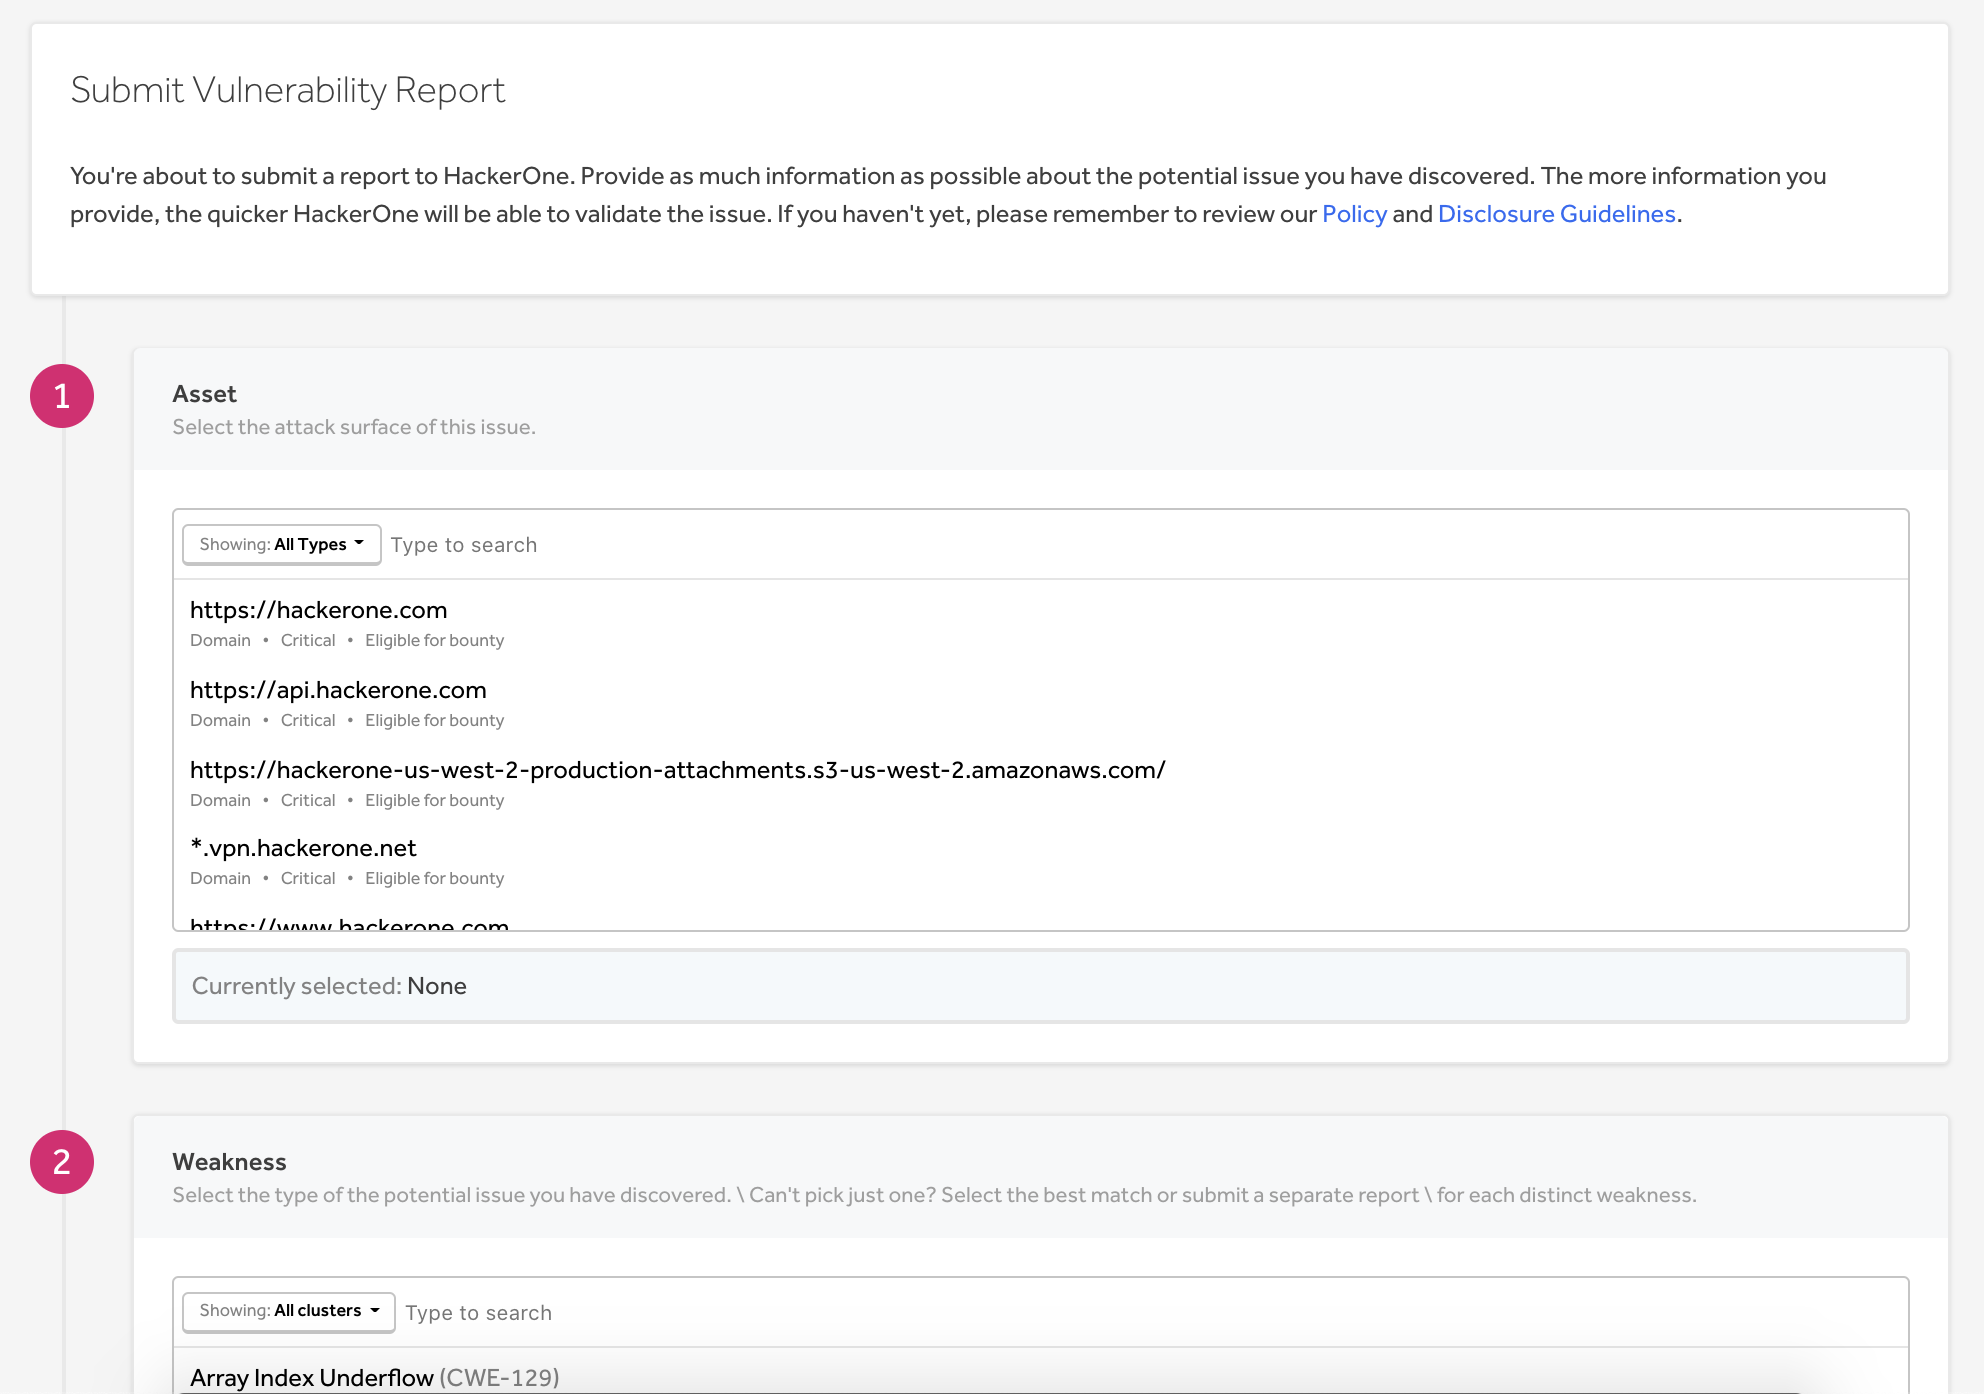 Submit Vulnerability Report
You're about to submit a report to HackerOne. Provide as much information as possible about the potential issue you have discovered. The more information you
provide, the quicker HackerOne will be able to validate the issue. If you haven't yet, please remember to review our Policy and Disclosure Guidelines.
1
Asset
Select the attack surface of this issue.
Showing: All Types Type to search
https://hackerone.com
Domain • Critical • Eligible for bounty
https://api.hackerone.com
Domain • Critical • Eligible for bounty
https://hackerone-us-west-2-production-attachments.s3-us-west-2.amazonaws.com/
Domain • Critical • Eligible for bounty
*.vpn.hackerone.net
Domain • Critical • Eligible for bounty
https://www.hackerone.com
Currently selected: None
2
Weakness
Select the type of the potential issue you have discovered. \ Can't pick just one? Select the best match or submit a separate report \ for each distinct weakness.
Showing: All clusters Type to search
Array Index Underflow (CWE-129)